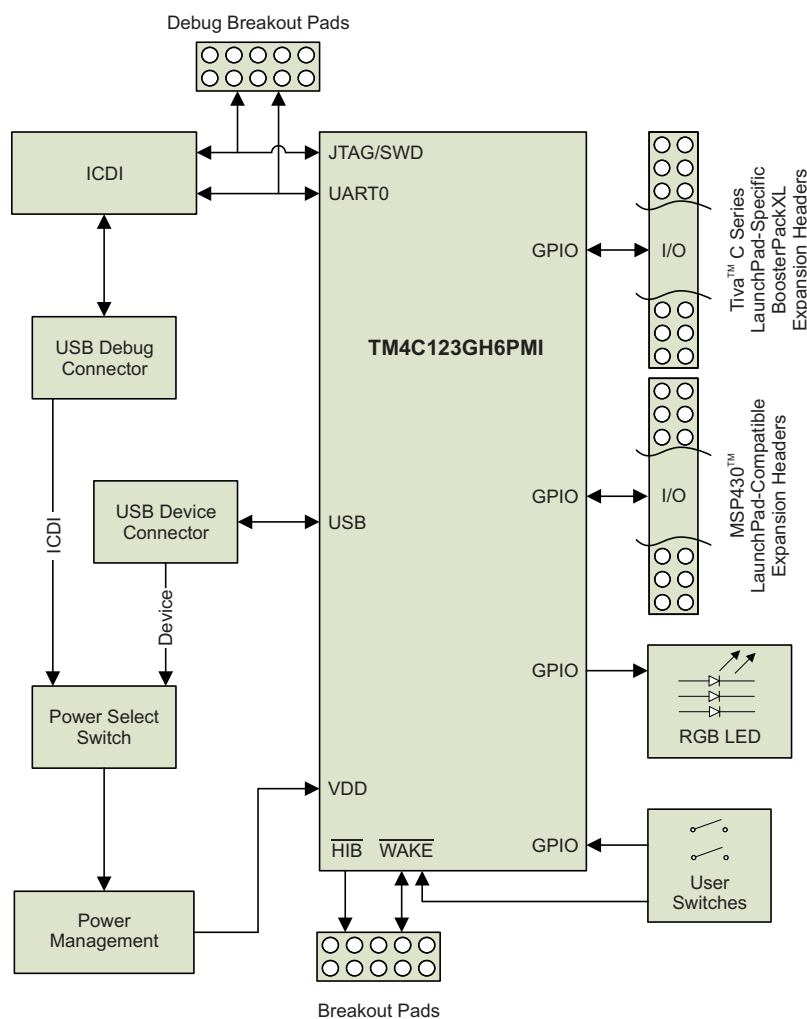 Debug Breakout Pads
ICDI
JTAG/SWD
UART0
GPIO
I/O
Tiva™ C Series
LaunchPad-Specific
BoosterPackXL
Expansion Headers
USB Debug
Connector
TM4C123GH6PMI
USB Device
Connector
USB
GPIO
I/O
MSP430™
LaunchPad-Compatible
Expansion Headers
ICDI
Device
GPIO
RGB LED
Power Select
Switch
VDD
HIB
WAKE
GPIO
User
Switches
Power
Management
Breakout Pads